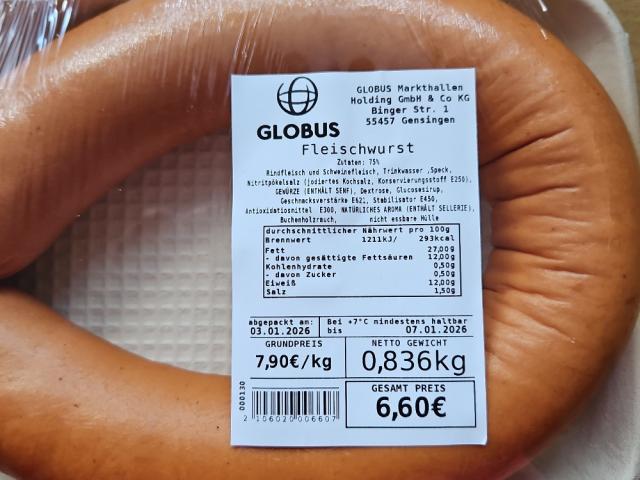 GLOBUS
GLOBUS Markthallen
Holding GmbH & Co KG
Binger Str. 1
55457 Gensingen
Fleischwurst
Zutaten: 75%
Rindfleisch und Schweinefleisch, Trinkwasser ,Speck,
Nitritpökelsalz (jodiertes Kochsalz, Konservierungsstoff E250),
GEWÜRZE (ENTHÄLT SENF), Dextrose, Glucosesirup,
Geschmacksverstärke E621, Stabilisator E450,
Antioxidationsmittel E300, NATÜRLICHES AROMA (ENTHÄLT SELLERIE),
Buchenholzrauch, nicht essbare Hülle
durchschnittlicher Nährwert pro 100g
Brennwert 1211kJ/ 293kcal
Fett 27,00g
- davon gesättigte Fettsäuren 12,00g
Kohlenhydrate 0,50g
- davon Zucker 0,50g
Eiweiß 12,00g
Salz 1,50g
abgepackt am: Bei +7°C mindestens haltbar
03.01.2026 bis 07.01.2026
GRUNDPREIS NETTO GEWICHT
7,90€/kg 0,836kg
GESAMT PREIS
6,60€
000130
2 106020 006607